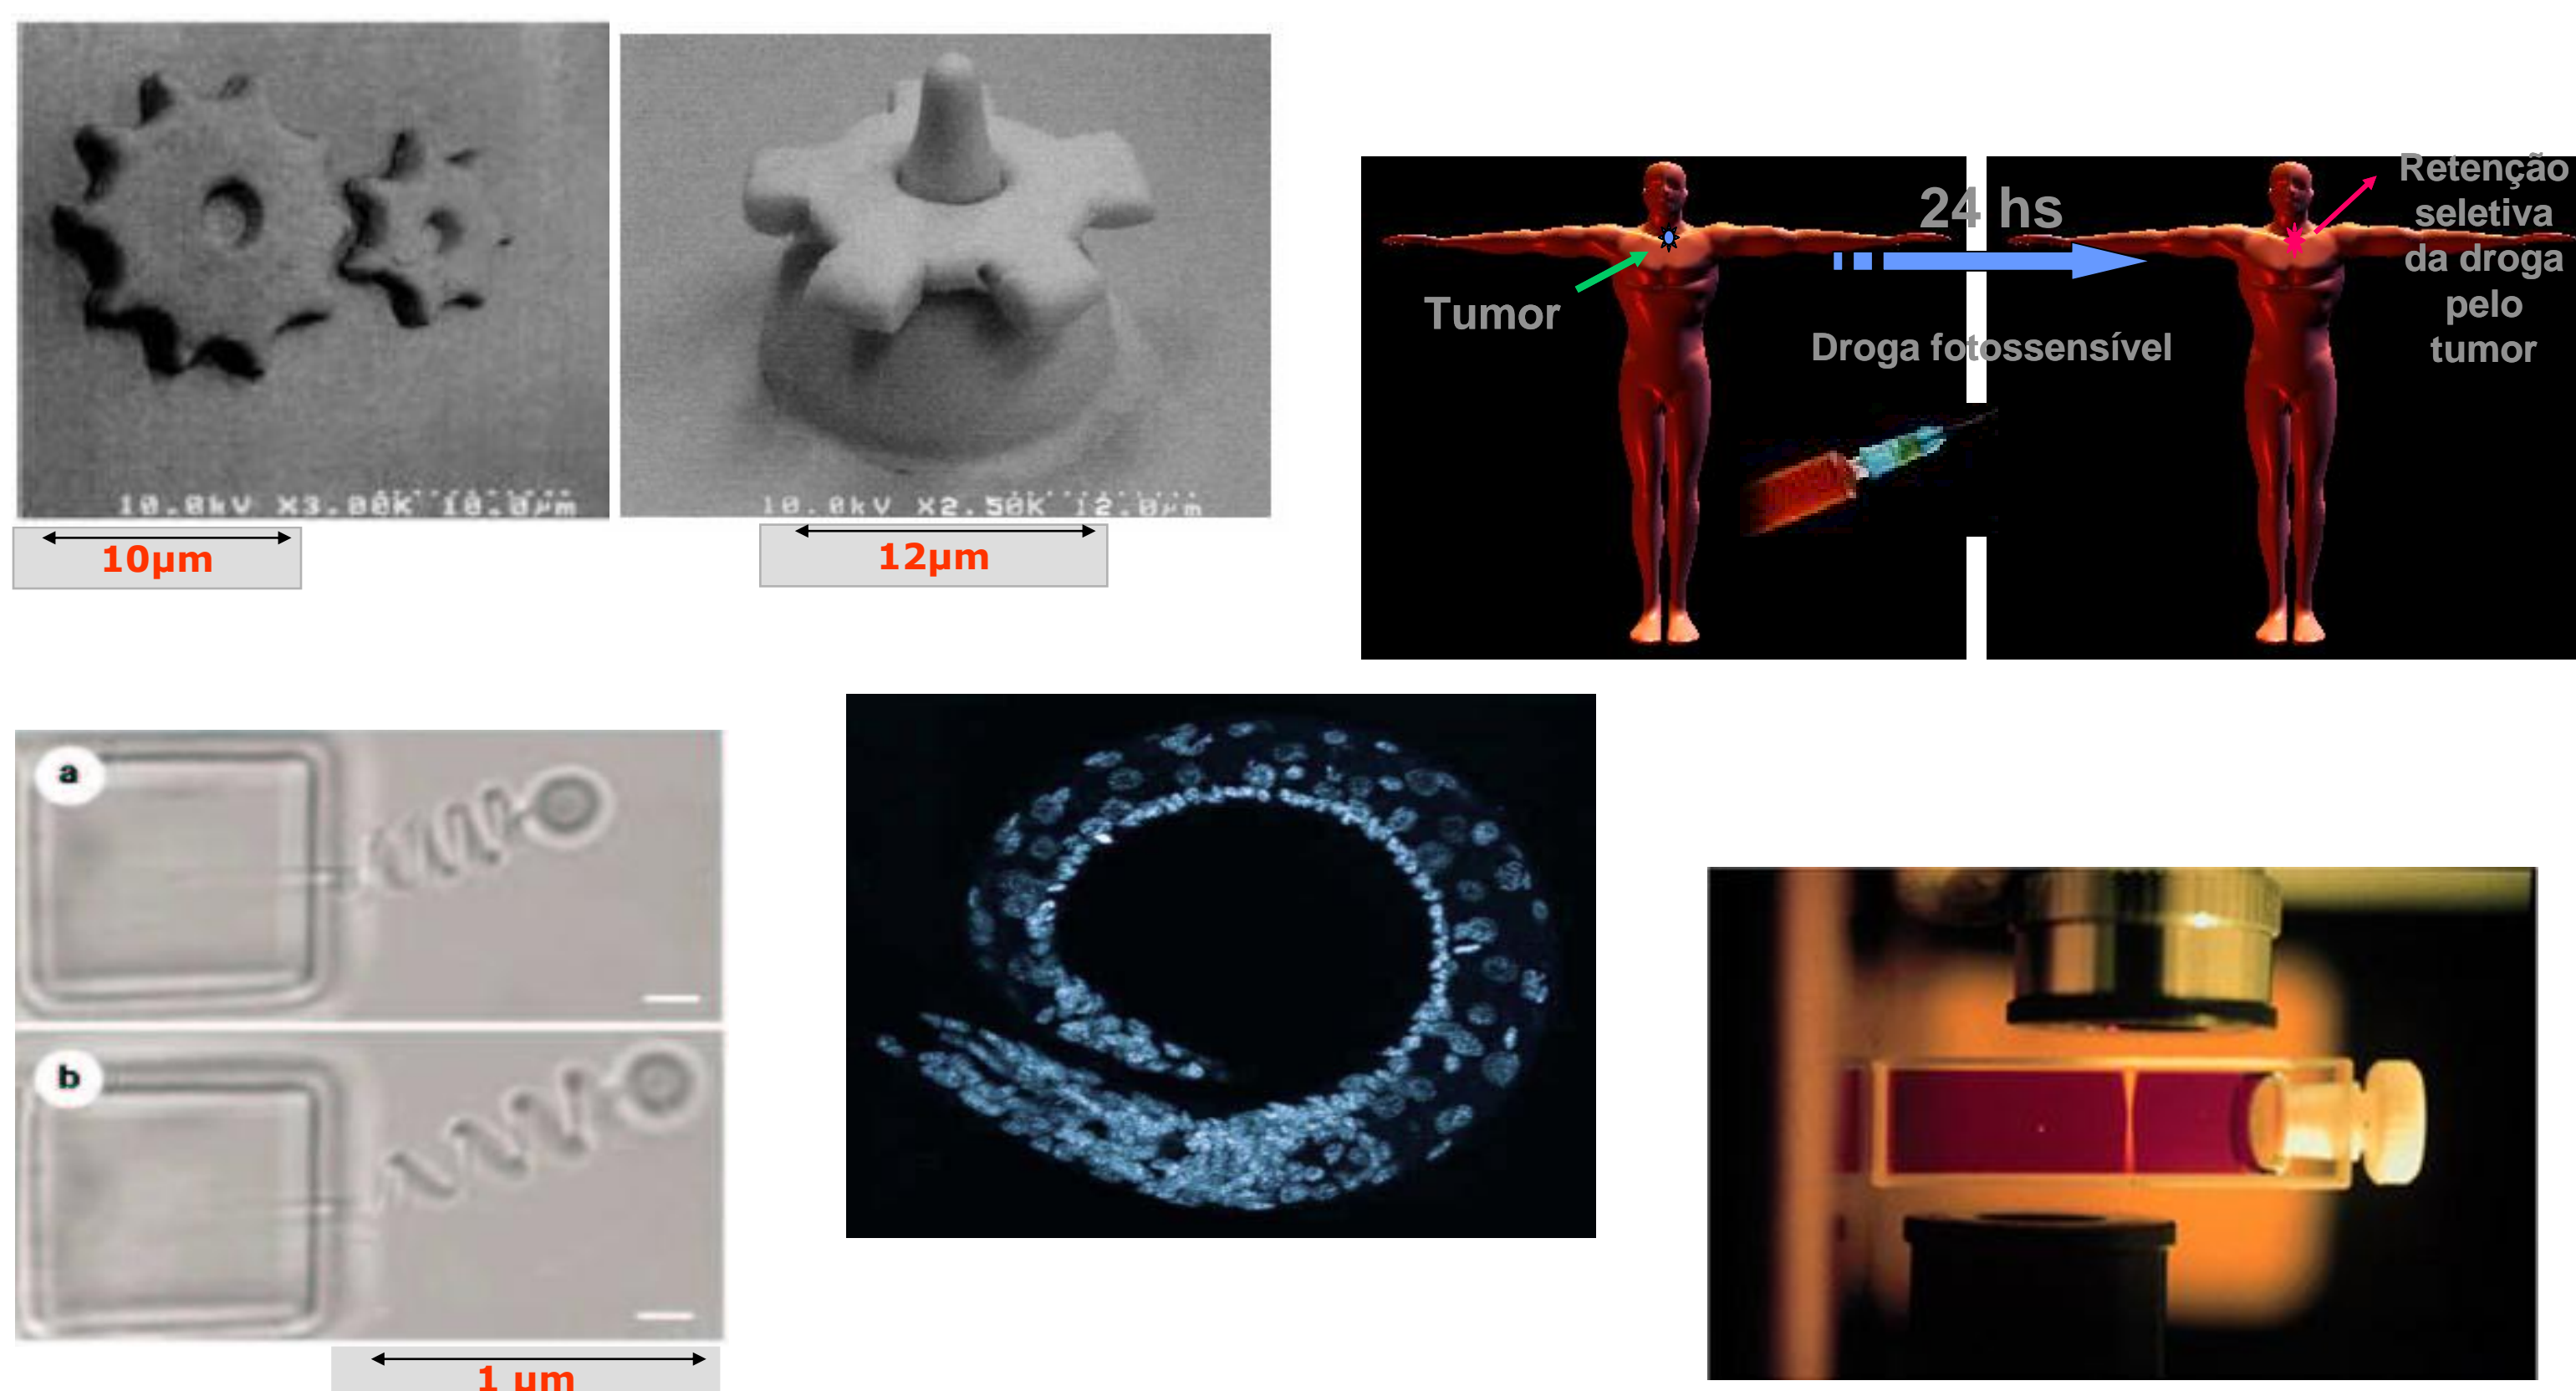 10.0kV X3.00K 10.0µm
10µm
10.0kV X2.50K 12.0µm
12µm
24 hs
Tumor
Droga fotossensível
Retenção
seletiva
da droga
pelo
tumor
a
b
1 µm